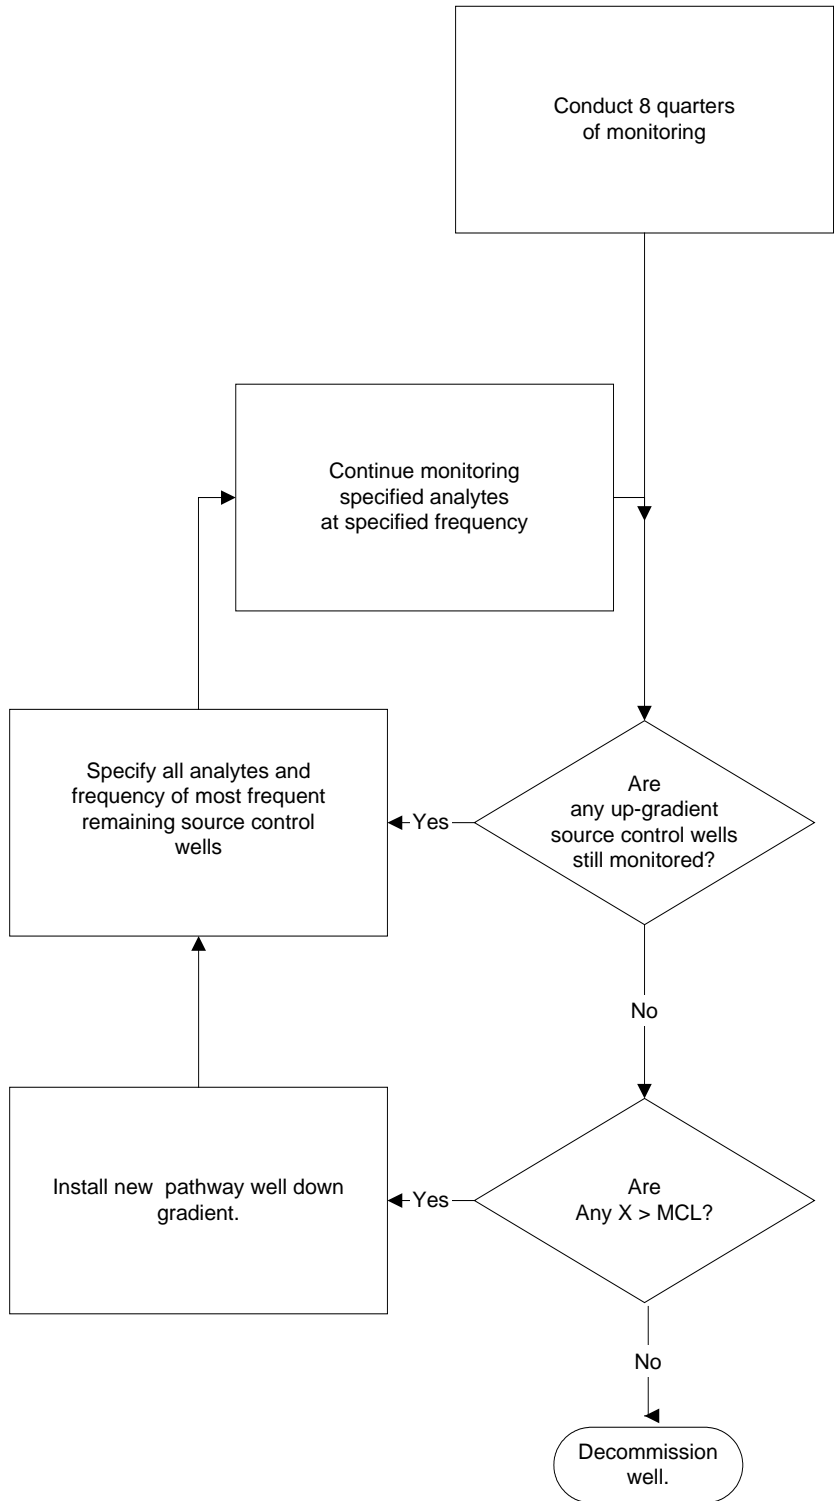 Conduct 8 quarters
of monitoring
Continue monitoring
specified analytes
at specified frequency
Specify all analytes and
frequency of most frequent
remaining source control
wells
Yes
Are
any up-gradient
source control wells
still monitored?
No
Install new  pathway well down
gradient.
Yes
Are
Any X > MCL?
No
Decommission
well.